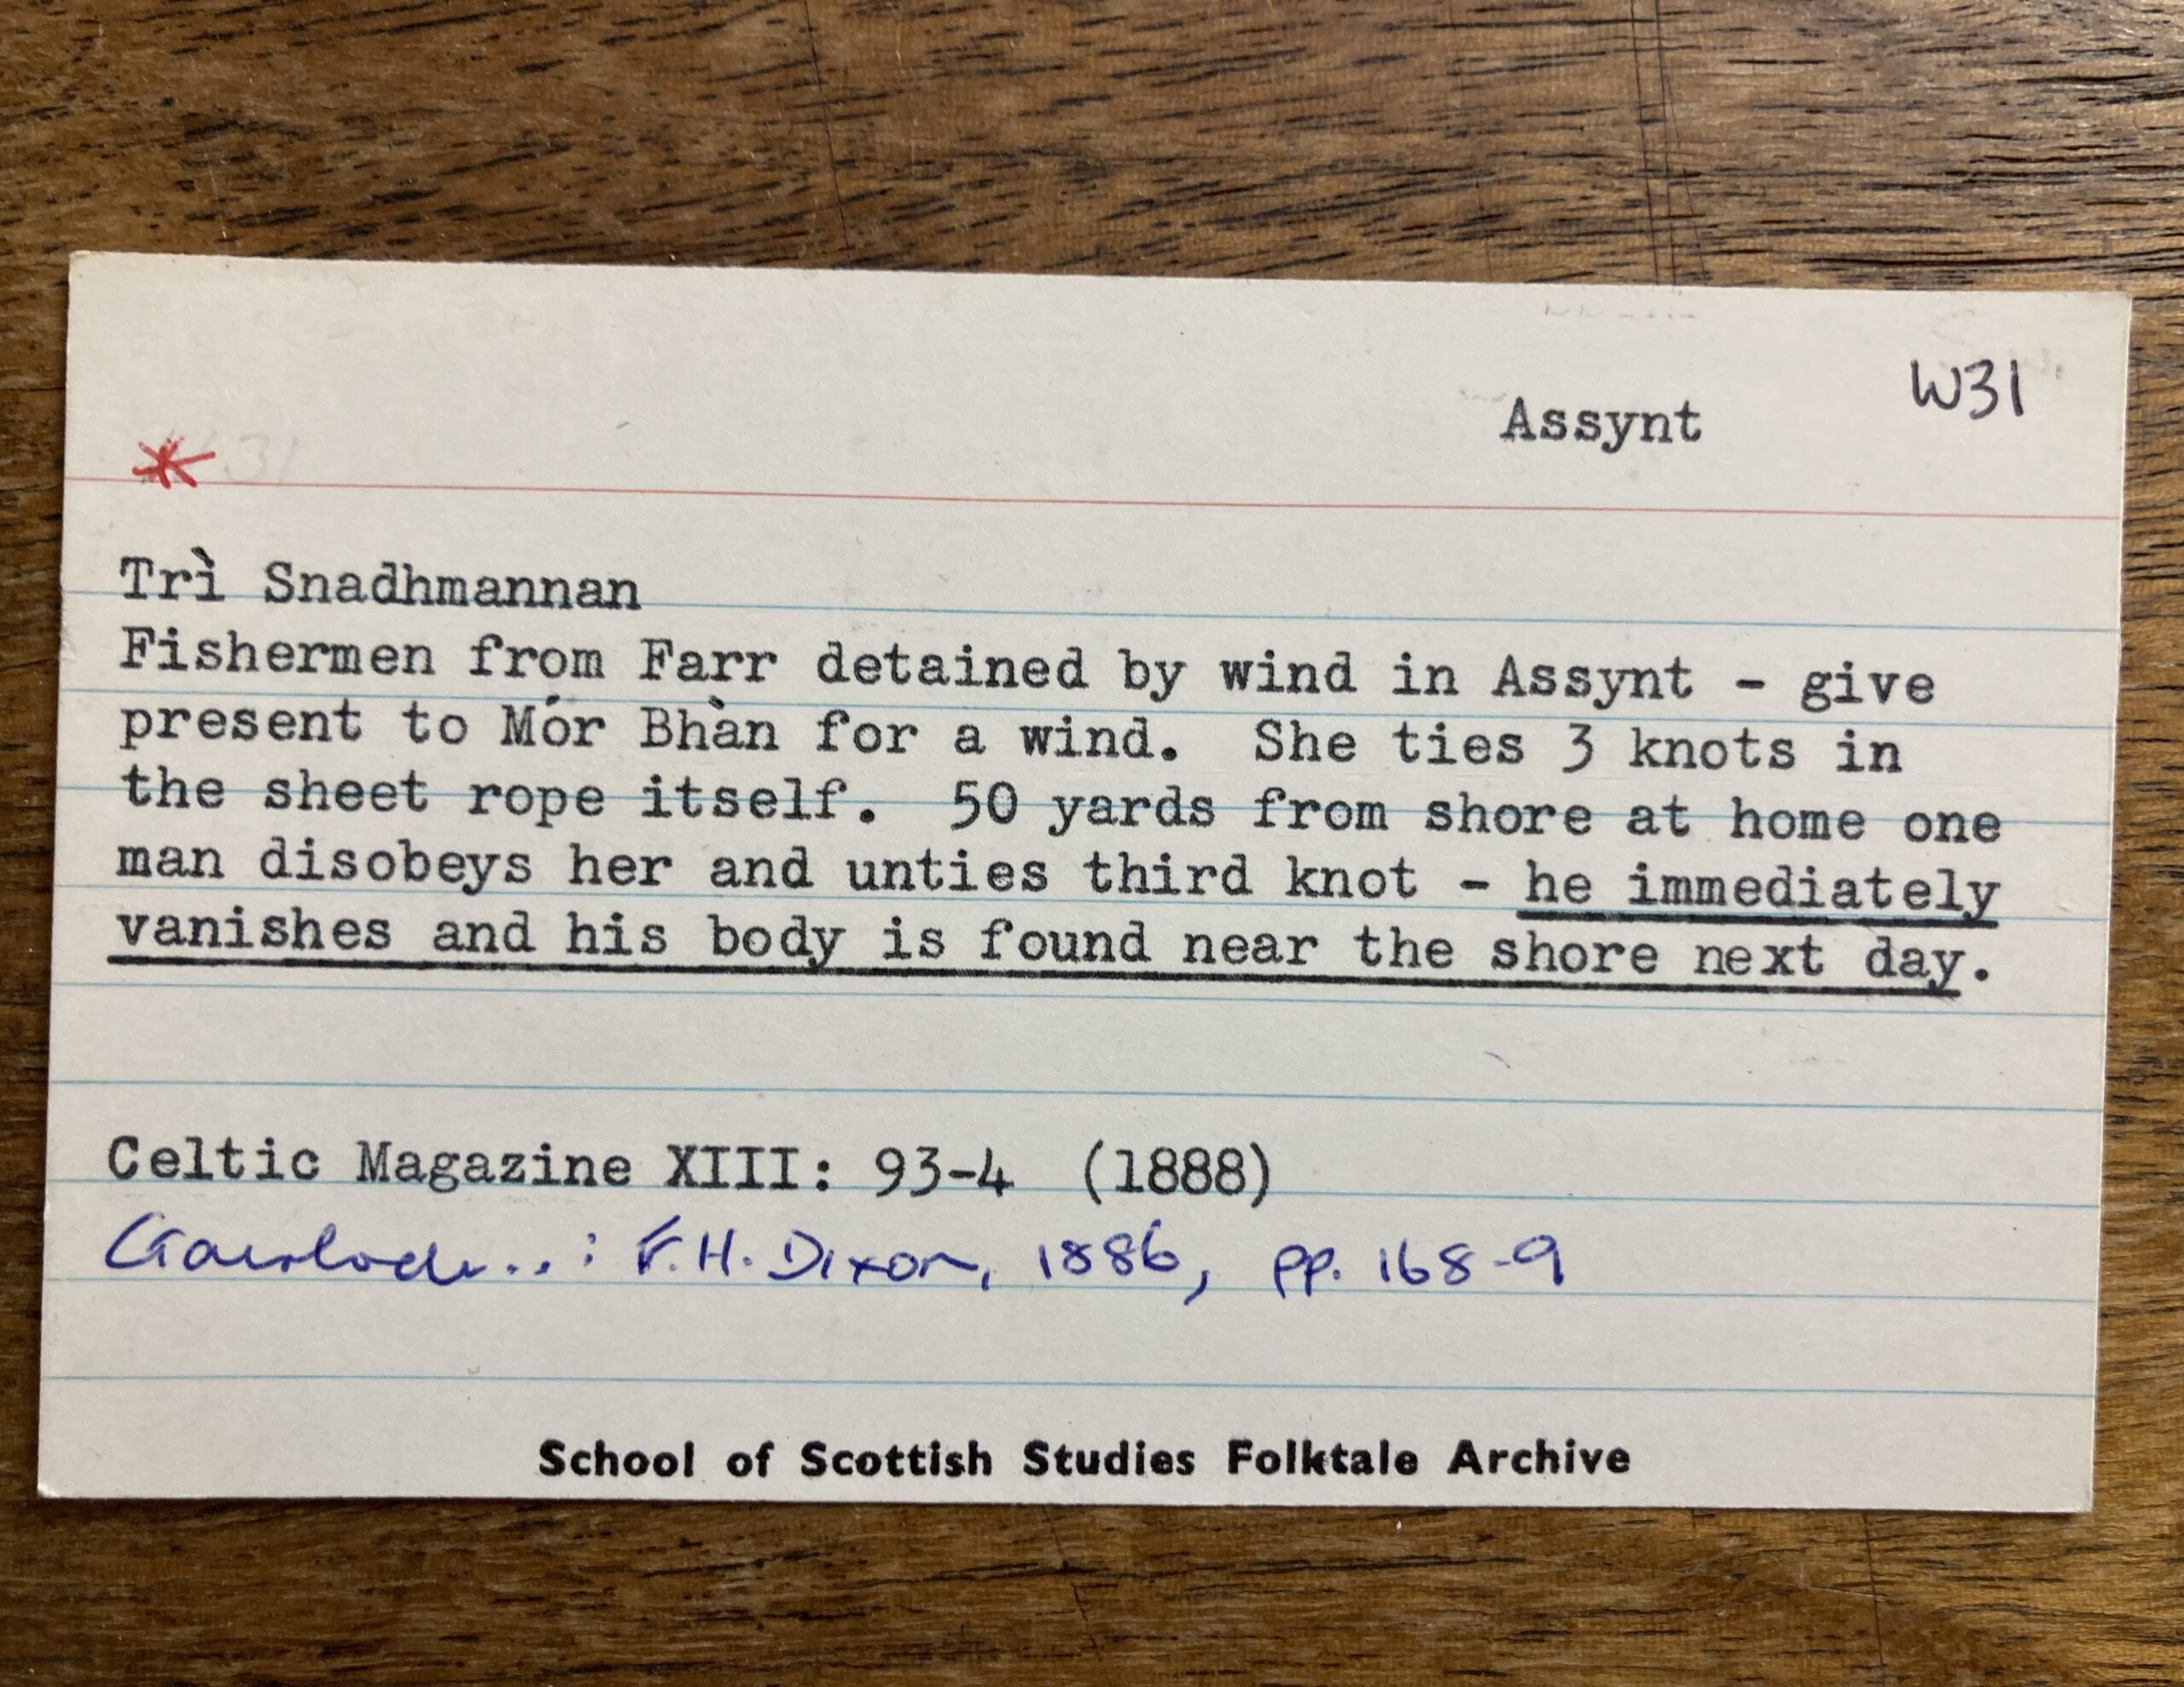 Assynt W31
* 31
Trì Snadhmannan
Fishermen from Farr detained by wind in Assynt - give
present to Mór Bhàn for a wind. She ties 3 knots in
the sheet rope itself. 50 yards from shore at home one
man disobeys her and unties third knot - he immediately
vanishes and his body is found near the shore next day.
Celtic Magazine XIII: 93-4 (1888)
Gairloch..: F.H. Dixon, 1886, pp. 168-9
School of Scottish Studies Folktale Archive